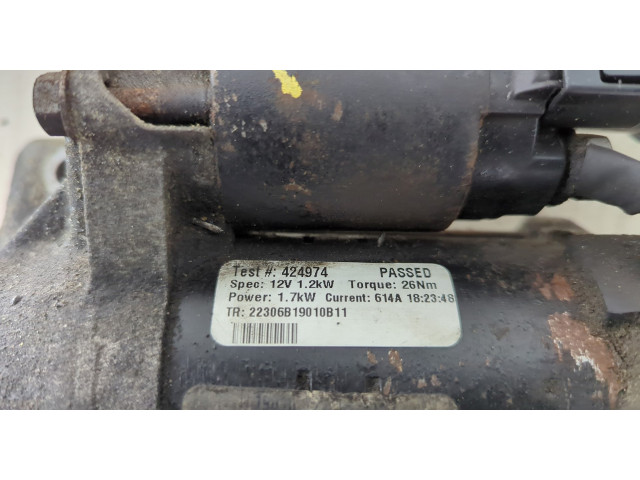 Test #: 424974 PASSED
Spec: 12V 1.2kW Torque: 26Nm
Power: 1.7kW Current: 614A 18:23:48
TR: 22306B19010B11